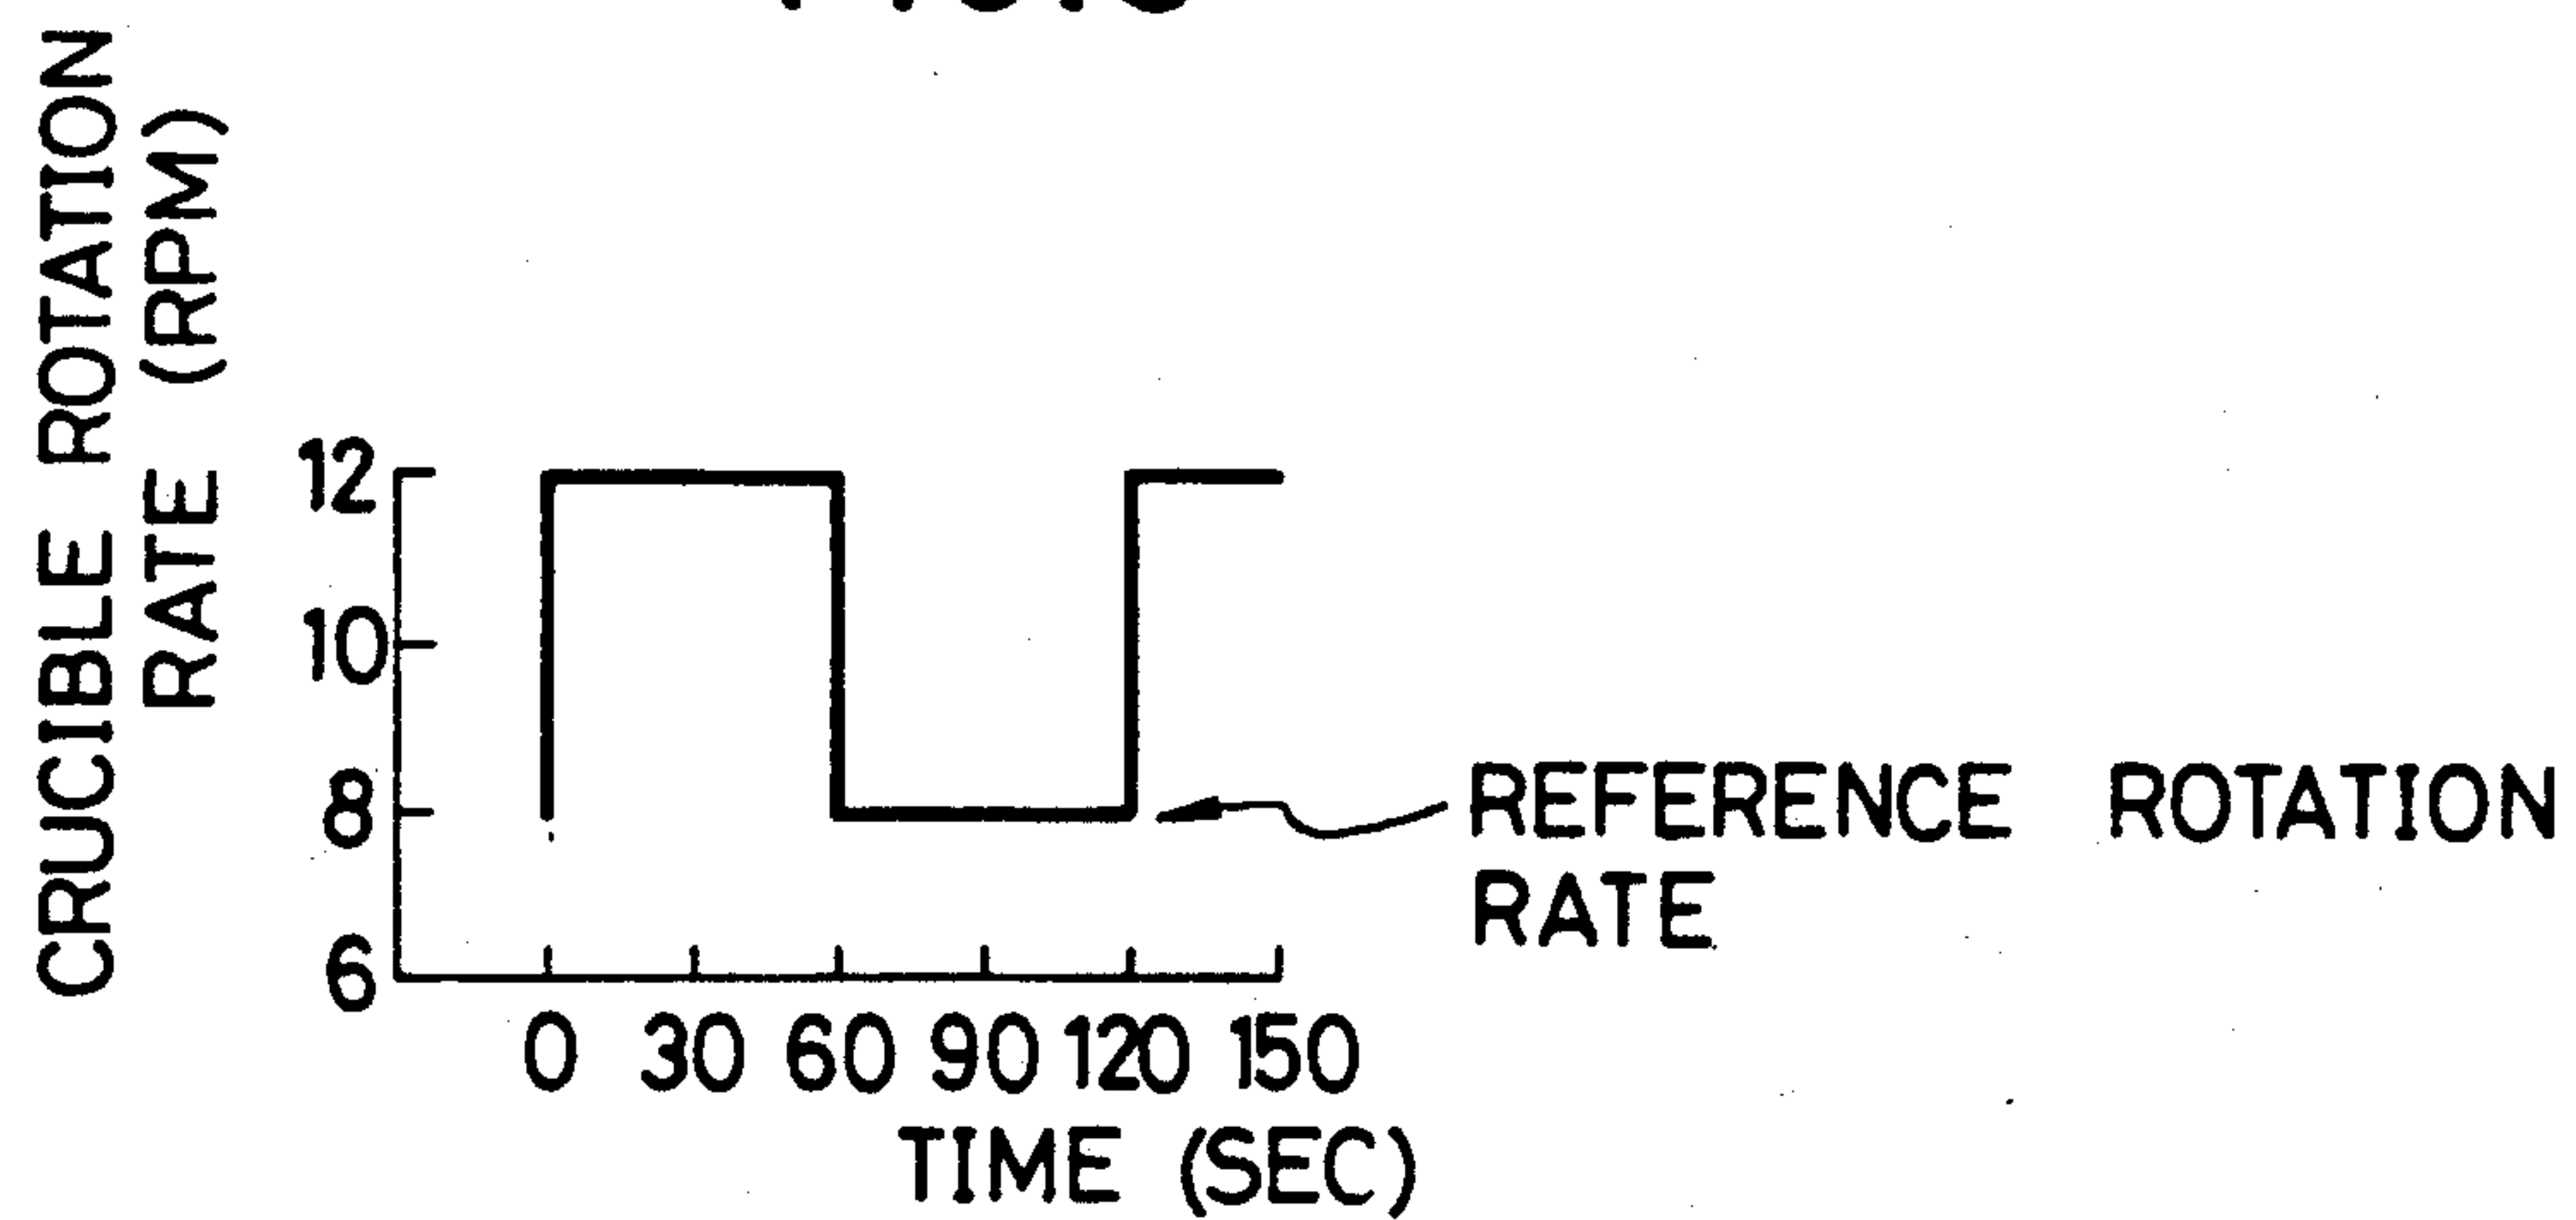 CRUCIBLE ROTATION
RATE (RPM)
12
10
8
6
REFERENCE ROTATION
RATE
0 30 60 90 120 150
TIME (SEC)